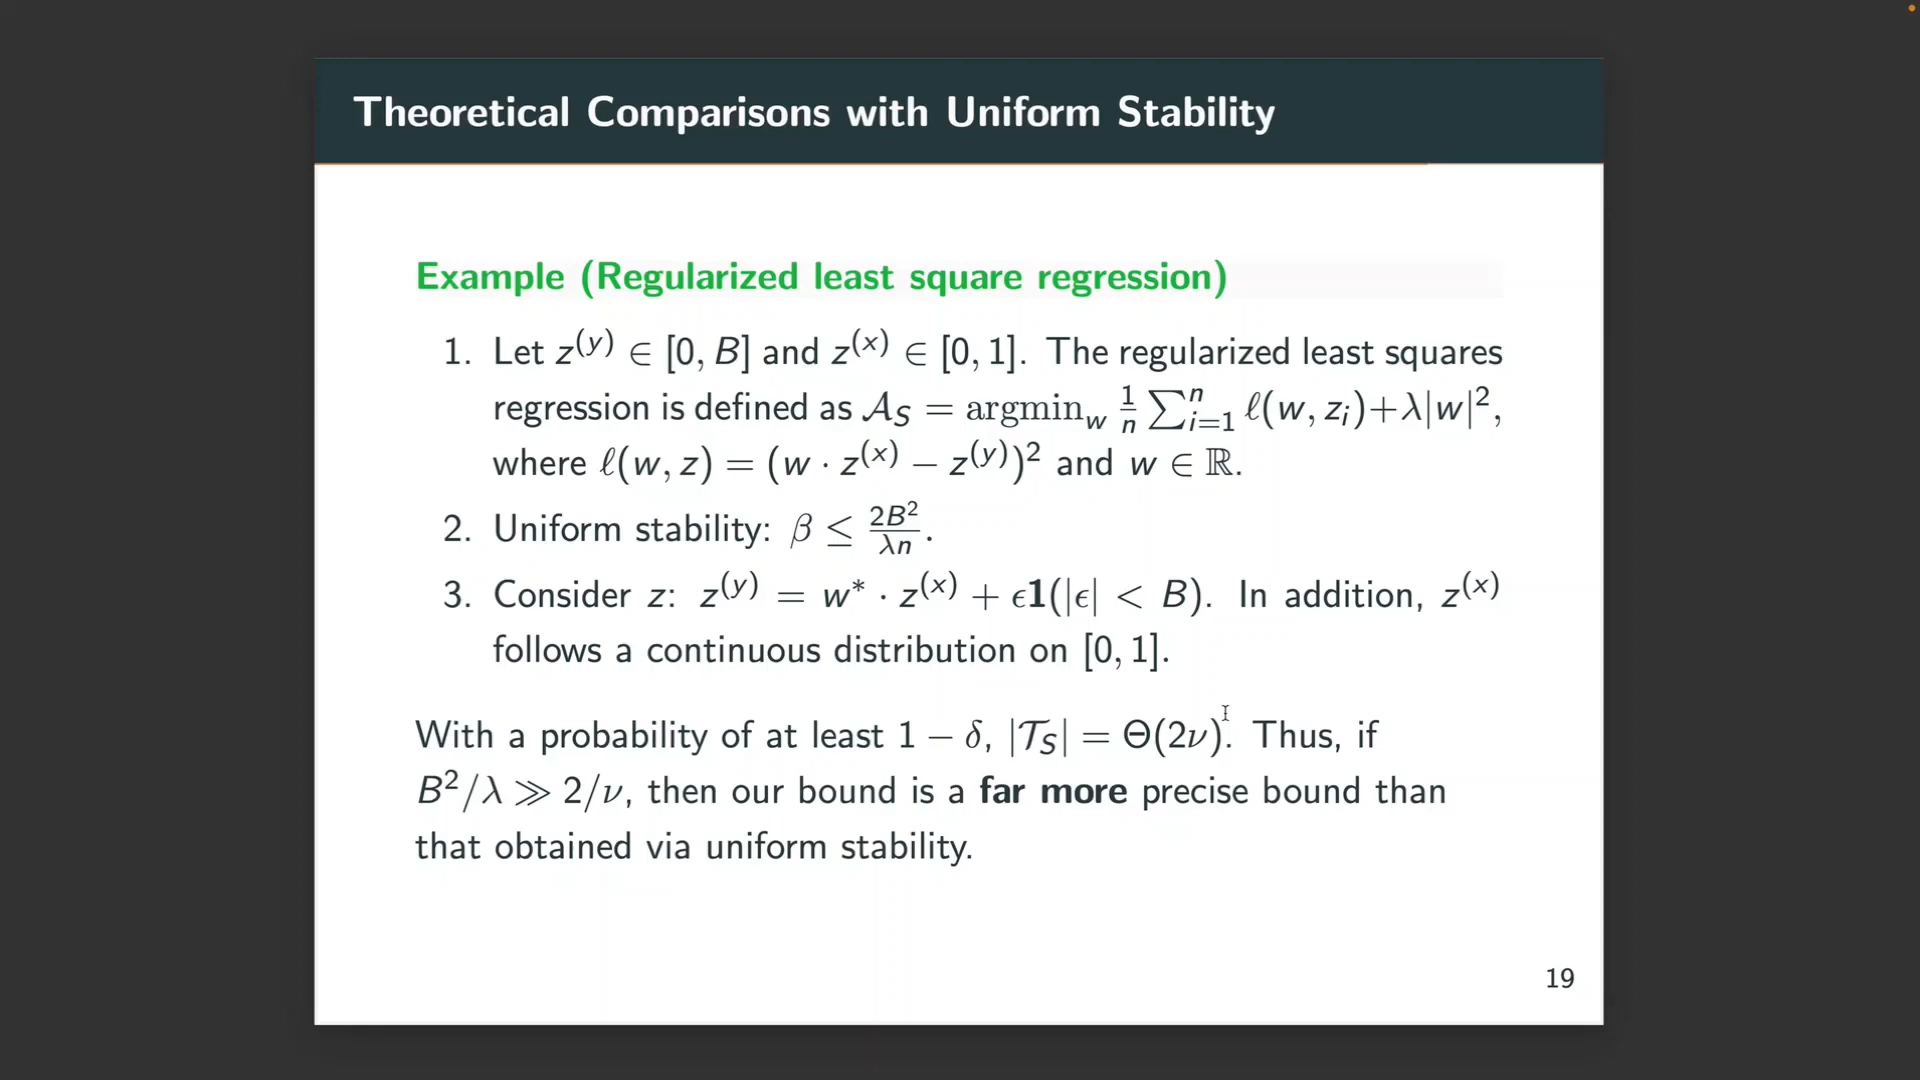 Theoretical Comparisons with Uniform Stability
Example (Regularized least square regression)
1. Let z^(y) ∈ [0, B] and z^(x) ∈ [0, 1]. The regularized least squares
regression is defined as 𝒜_S = argmin_w 1/n ∑_{i=1}^n ℓ(w, z_i)+λ|w|²,
where ℓ(w, z) = (w · z^(x) − z^(y))² and w ∈ ℝ.
2. Uniform stability: β ≤ 2B²/λn.
3. Consider z: z^(y) = w* · z^(x) + ϵ1(|ϵ| < B). In addition, z^(x)
follows a continuous distribution on [0, 1].
With a probability of at least 1 − δ, |𝒯_S| = Θ(2ν). Thus, if
B²/λ ≫ 2/ν, then our bound is a far more precise bound than
that obtained via uniform stability.
19